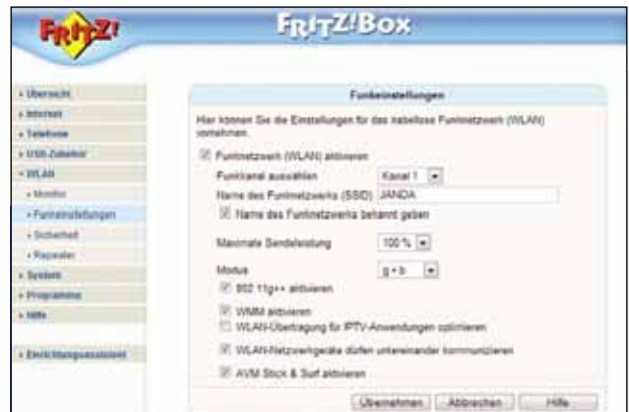 FRITZ!
FRITZ!Box
Übersicht
Internet
Telefonie
USB-Zubehör
WLAN
Monitor
Funkeinstellungen
Sicherheit
Repeater
System
Programme
Hilfe
Einrichtungsassistent
Funkeinstellungen
Hier können Sie die Einstellungen für das kabellose Funknetzwerk (WLAN)
vornehmen.
Funknetzwerk (WLAN) aktivieren
Funkkanal auswählen Kanal 1
Name des Funknetzwerks (SSID) JANDA
Name des Funknetzwerks bekannt geben
Maximale Sendeleistung 100 %
Modus g + b
802.11g++ aktivieren
WMM aktivieren
WLAN-Übertragung für IPTV-Anwendungen optimieren
WLAN-Netzwerkgeräte dürfen untereinander kommunizieren
AVM Stick & Surf aktivieren
Übernehmen Abbrechen Hilfe